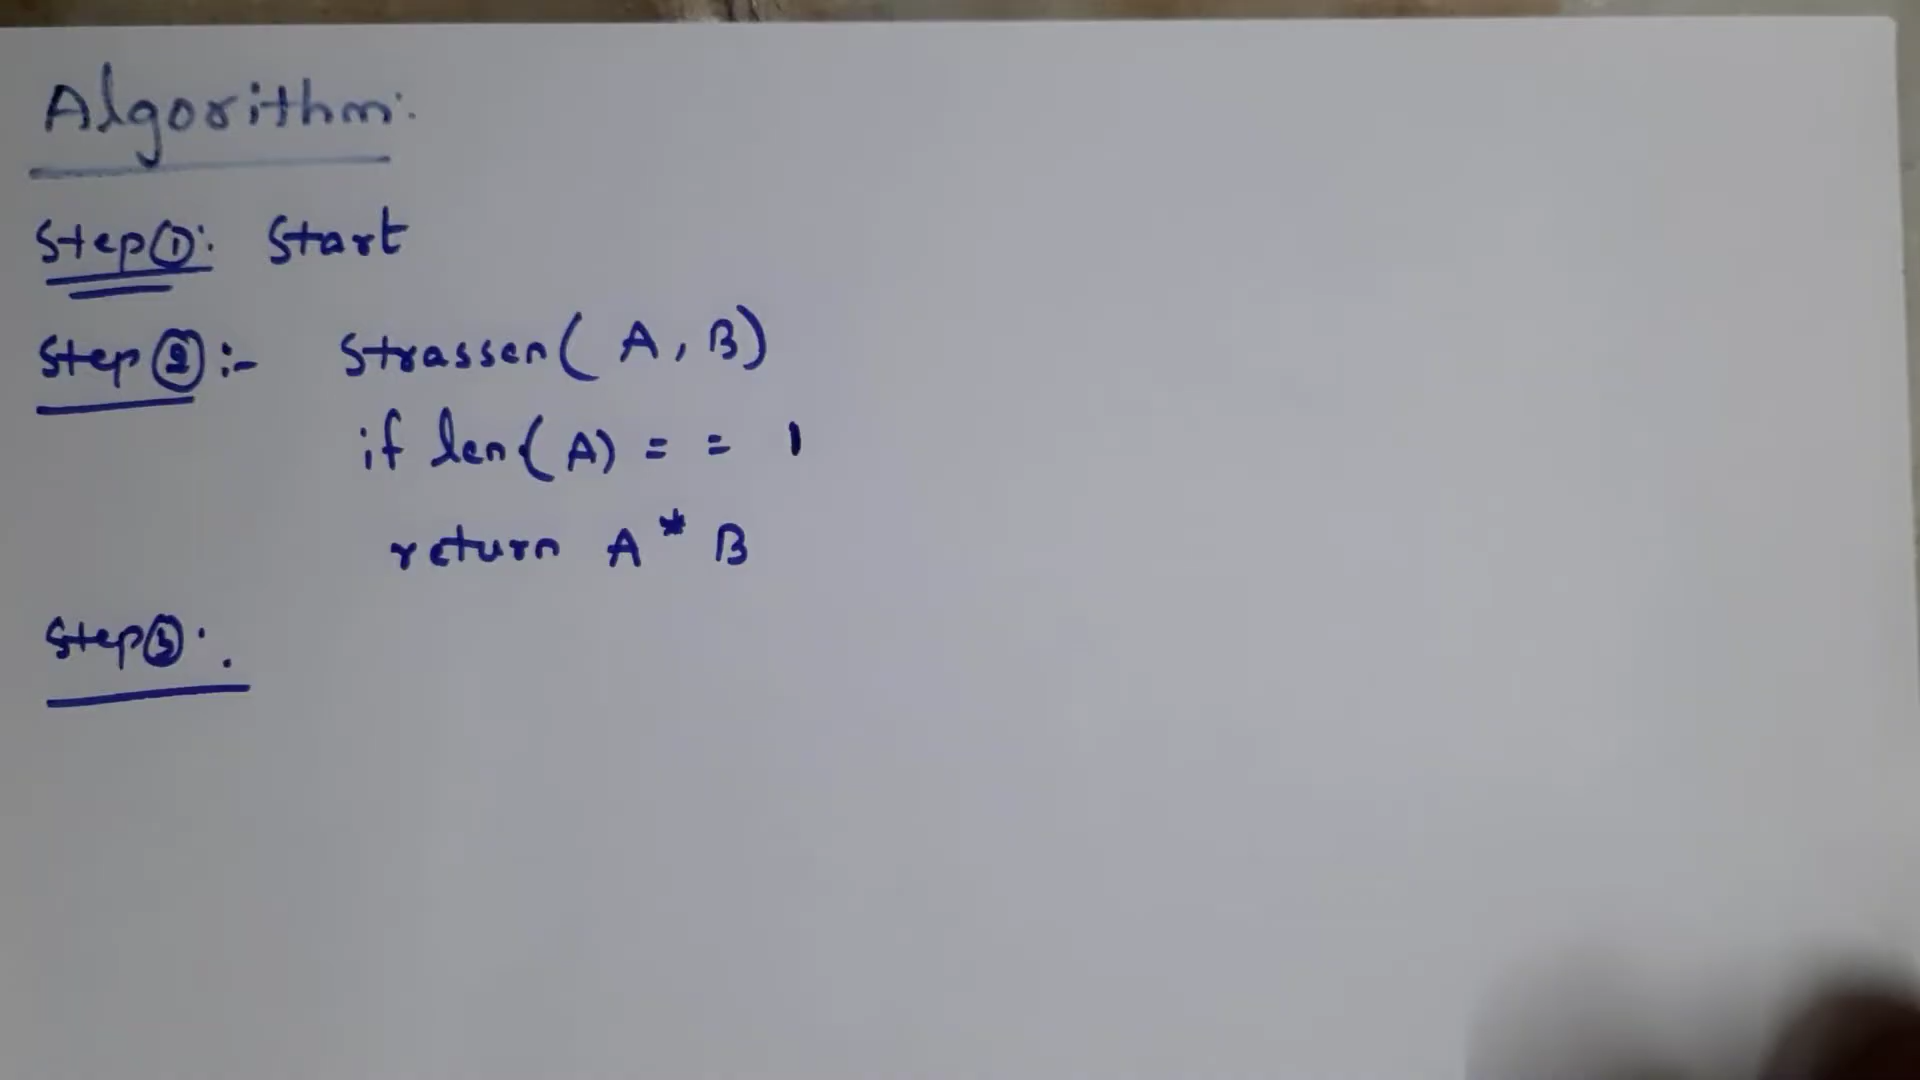 Algorithm:
Step ①: Start
Step ②:- Strassen( A, B)
if len(A) = = 1
return A * B
Step ③: